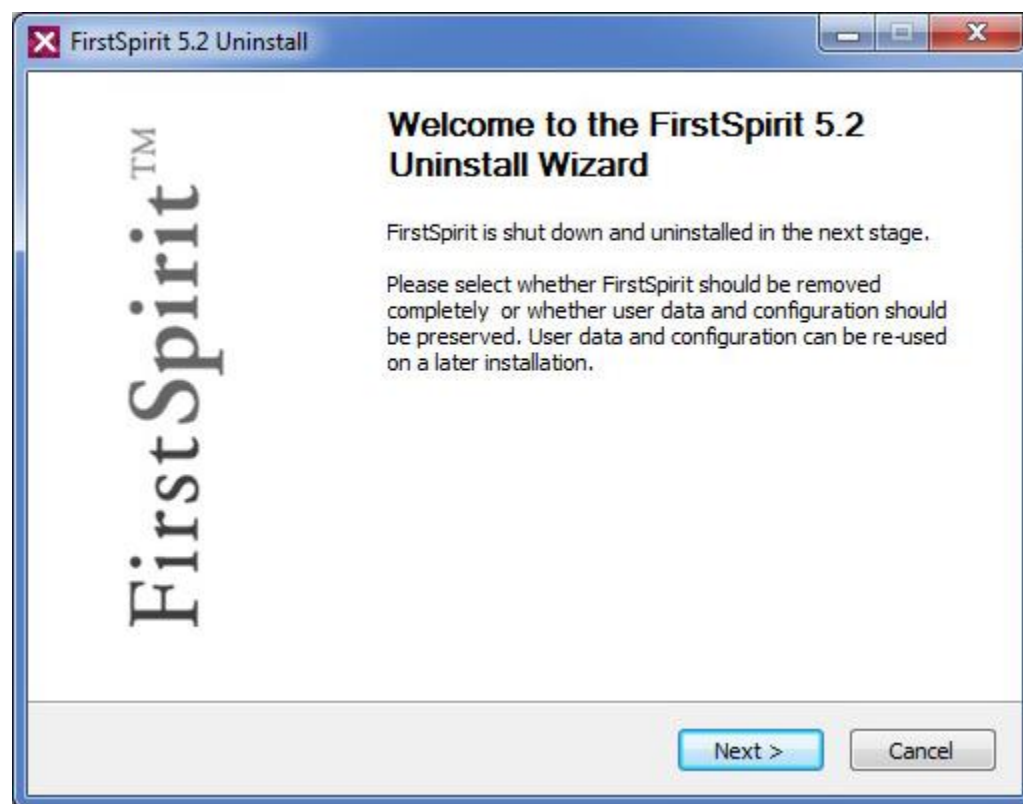 FirstSpirit 5.2 Uninstall
FirstSpirit™
Welcome to the FirstSpirit 5.2
Uninstall Wizard
FirstSpirit is shut down and uninstalled in the next stage.
Please select whether FirstSpirit should be removed
completely  or whether user data and configuration should
be preserved. User data and configuration can be re-used
on a later installation.
Next >
Cancel